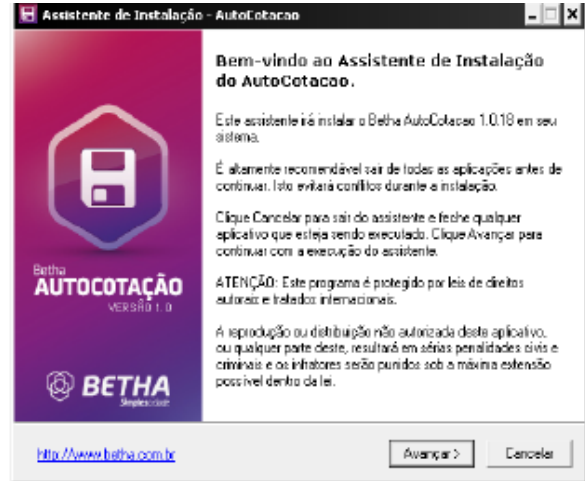 Assistente de Instalação - AutoCotacao
Bem-vindo ao Assistente de Instalação
do AutoCotacao.
Este assistente irá instalar o Betha AutoCotacao 1.0.18 em seu
sistema.
É altamente recomendável sair de todas as aplicações antes de
continuar. Isto evitará conflitos durante a instalação.
Clique Cancelar para sair do assistente e feche qualquer
aplicativo que esteja sendo executado. Clique Avançar para
continuar com a execução do assistente.
ATENÇÃO: Este programa é protegido por leis de direitos
autorais e tratados internacionais.
A reprodução ou distribuição não autorizada deste aplicativo,
ou qualquer parte deste, resultará em sérias penalidades civis e
criminais e os infratores serão punidos sob a máxima extensão
possível dentro da lei.
Betha
AUTOCOTAÇÃO
VERSÃO 1.0
BETHA
http://www.betha.com.br
Avançar >
Cancelar